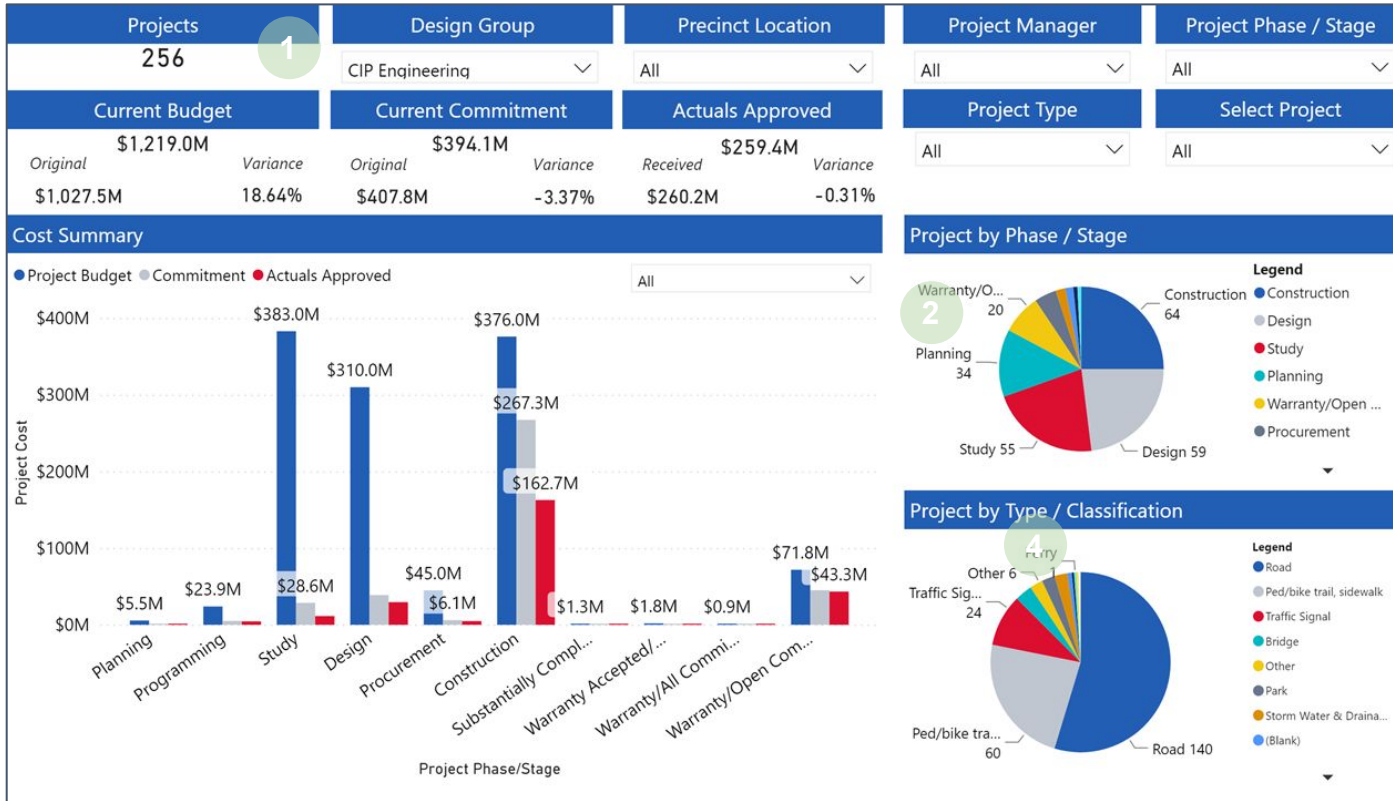 Projects
256
1
Design Group
CIP Engineering
Precinct Location
All
Project Manager
All
Project Phase / Stage
All
Current Budget
$1,219.0M
Original
Variance
$1,027.5M
18.64%
Current Commitment
$394.1M
Original
Variance
$407.8M
-3.37%
Actuals Approved
$259.4M
Received
Variance
$260.2M
-0.31%
Project Type
All
Select Project
All
Cost Summary
Project Budget
Commitment
Actuals Approved
All
Project Cost
$400M
$300M
$200M
$100M
$0M
$5.5M
$23.9M
$383.0M
$28.6M
$310.0M
$45.0M
$6.1M
$376.0M
$267.3M
$162.7M
$1.3M
$1.8M
$0.9M
$71.8M
$43.3M
Planning
Programming
Study
Design
Procurement
Construction
Substantially Compl...
Warranty Accepted/...
Warranty/All Commi...
Warranty/Open Com...
Project Phase/Stage
Project by Phase / Stage
2
Warranty/O...
20
Planning
34
Study 55
Design 59
Construction
64
Legend
Construction
Design
Study
Planning
Warranty/Open ...
Procurement
Project by Type / Classification
4
Ferry
1
Other 6
Traffic Sig...
24
Ped/bike tra...
60
Road 140
Legend
Road
Ped/bike trail, sidewalk
Traffic Signal
Bridge
Other
Park
Storm Water & Draina...
(Blank)